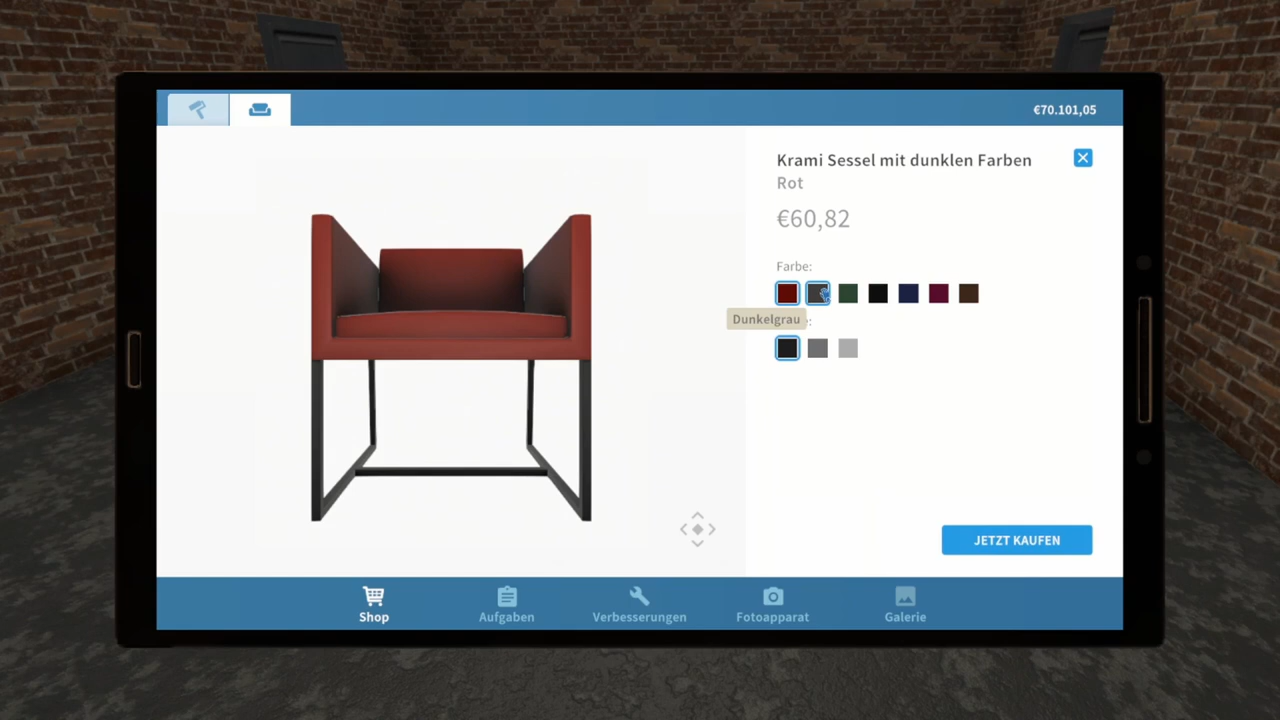 €70.101,05
Krami Sessel mit dunklen Farben
Rot
€60,82
Farbe:
Dunkelgrau
JETZT KAUFEN
Shop
Aufgaben
Verbesserungen
Fotoapparat
Galerie